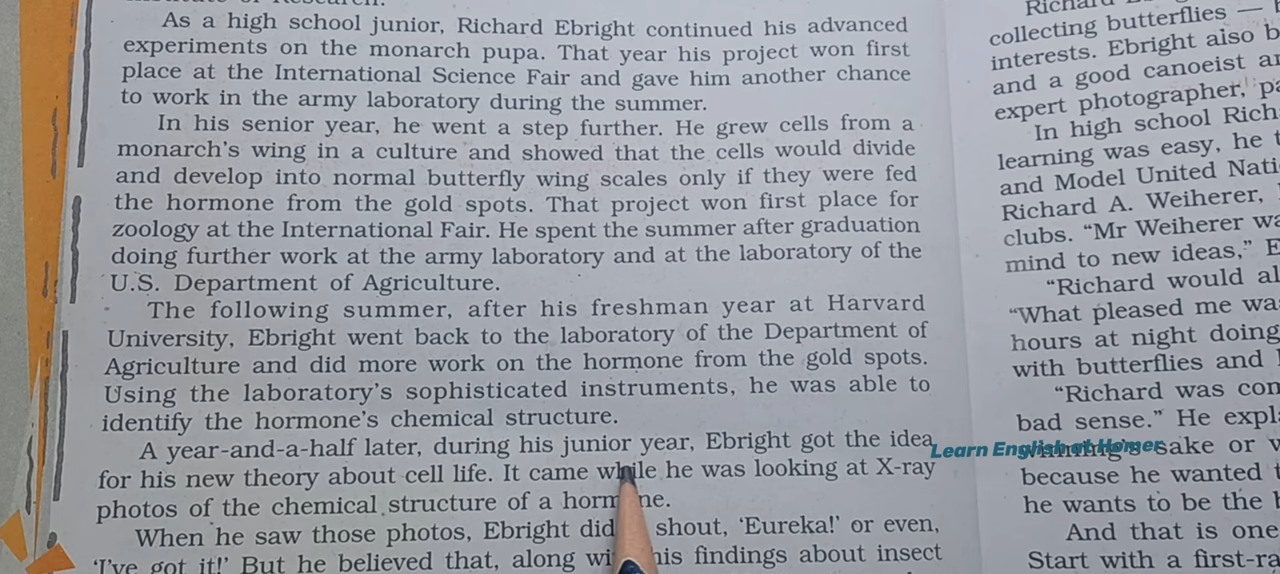 As a high school junior, Richard Ebright continued his advanced
experiments on the monarch pupa. That year his project won first
place at the International Science Fair and gave him another chance
to work in the army laboratory during the summer.
In his senior year, he went a step further. He grew cells from a
monarch's wing in a culture and showed that the cells would divide
and develop into normal butterfly wing scales only if they were fed
the hormone from the gold spots. That project won first place for
zoology at the International Fair. He spent the summer after graduation
doing further work at the army laboratory and at the laboratory of the
U.S. Department of Agriculture.
The following summer, after his freshman year at Harvard
University, Ebright went back to the laboratory of the Department of
Agriculture and did more work on the hormone from the gold spots.
Using the laboratory's sophisticated instruments, he was able to
identify the hormone's chemical structure.
A year-and-a-half later, during his junior year, Ebright got the idea
for his new theory about cell life. It came while he was looking at X-ray
photos of the chemical structure of a
When he saw those photos, Ebright did shout, 'Eureka!' or even,
'I've got it!' But he believed that, along his findings about insect
Richard
collecting butterflies —
interests. Ebright also
and a good canoeist
expert photographer,
In high school
learning was easy, he
and Model United
Richard A. Weiherer,
clubs. "Mr Weiherer
mind to new ideas,"
"Richard would
"What pleased me
hours at night doing
with butterflies and
"Richard was
bad sense." He
sake or
because he wanted
he wants to be the
And that is one
Start with a
Learn English at Homer